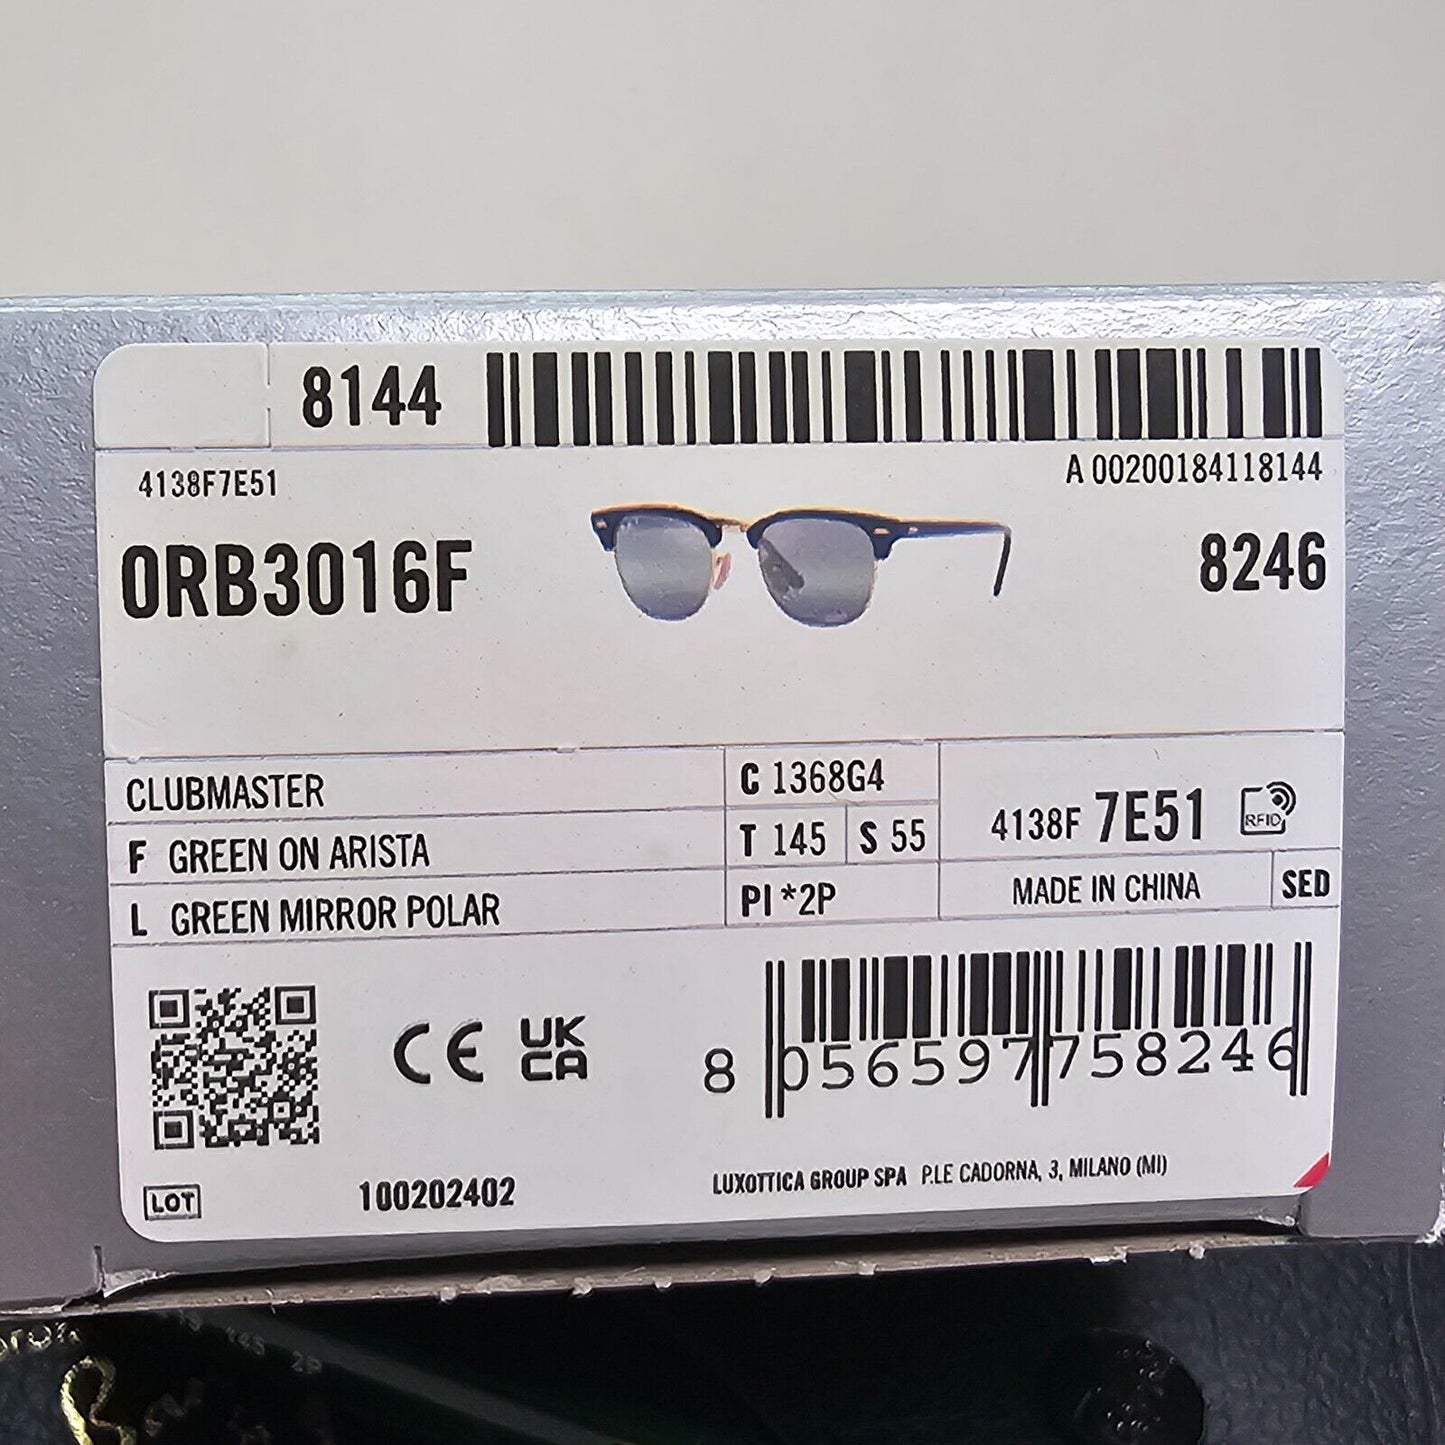 8144
A 00200184118144
4138F7E51
0RB3016F
8246
CLUBMASTER
C 1368G4
F GREEN ON ARISTA
T 145 S 55
4138F 7E51
RFID
L GREEN MIRROR POLAR
PI *2P
MADE IN CHINA
SED
CE UK
CA
8 056597 758246
LOT
100202402
LUXOTTICA GROUP SPA P.LE CADORNA, 3, MILANO (MI)